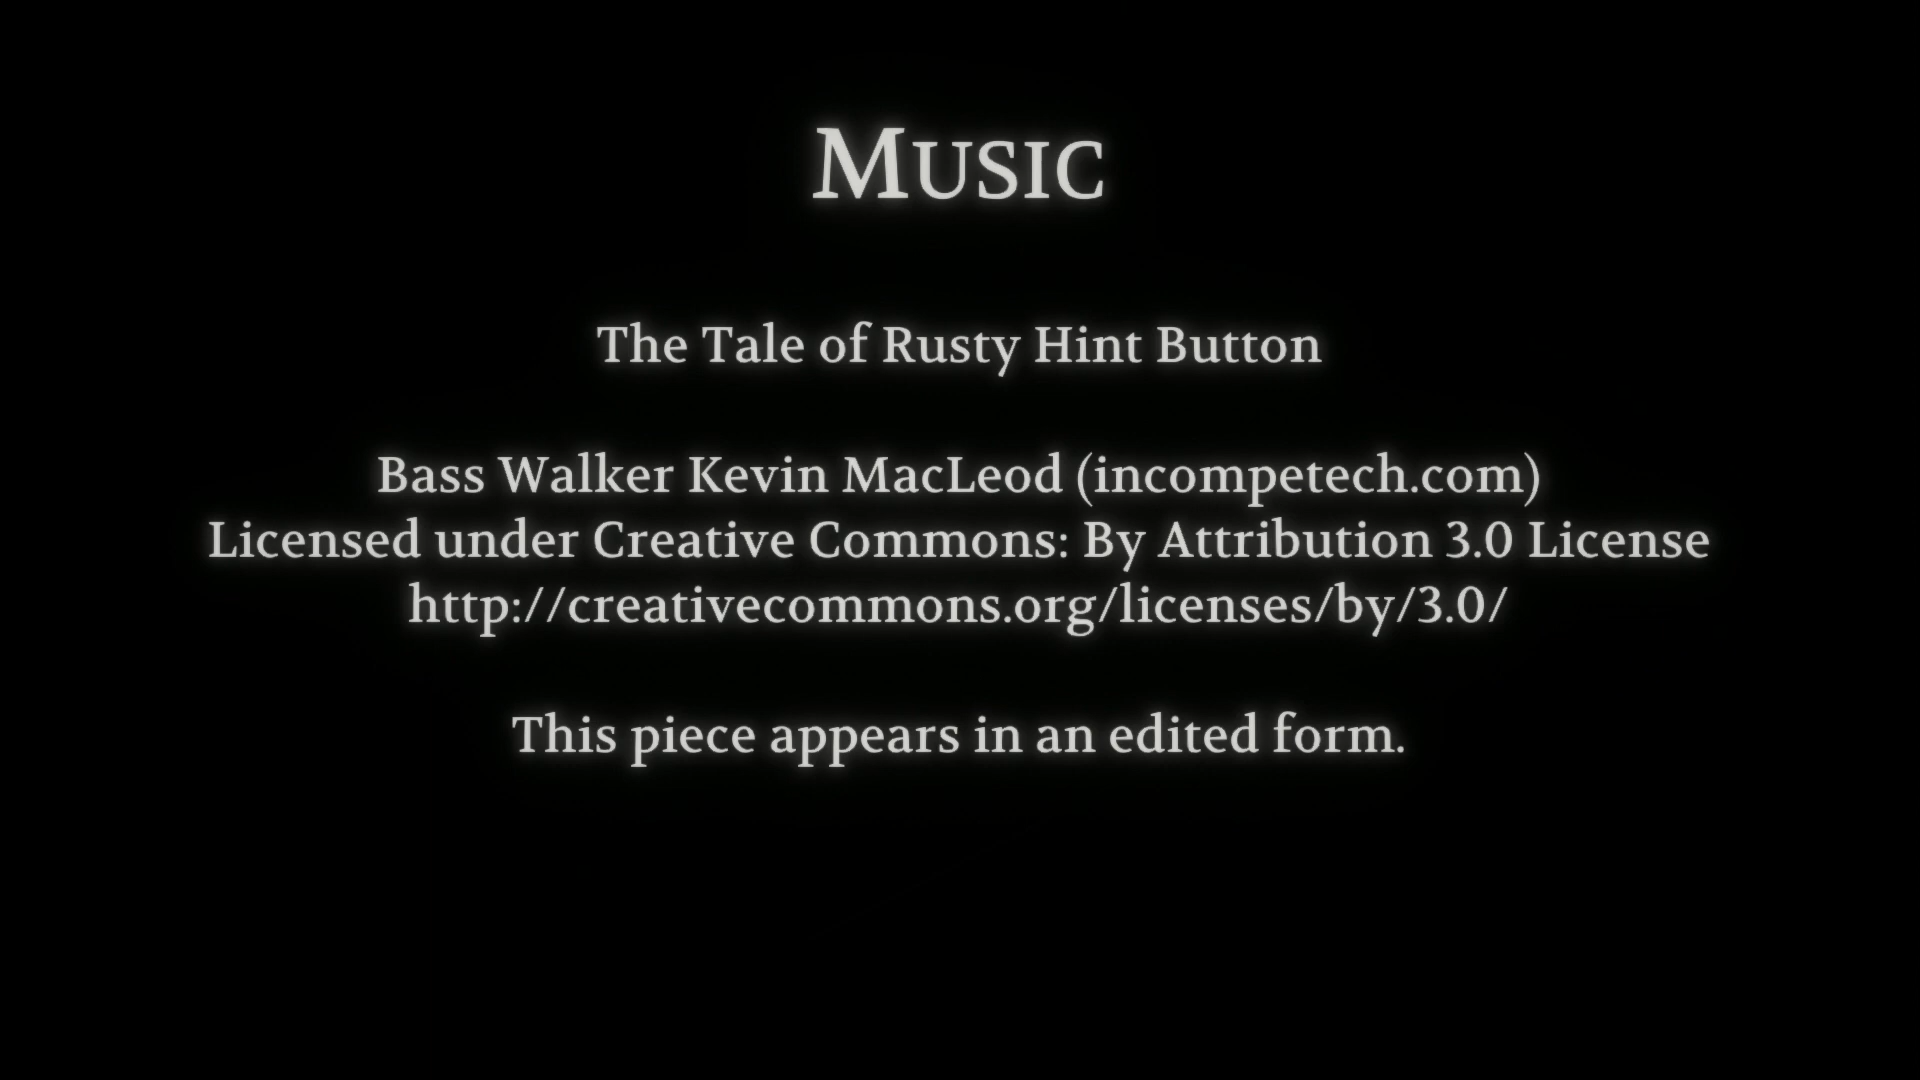 Music
The Tale of Rusty Hint Button
Bass Walker Kevin MacLeod (incompetech.com)
Licensed under Creative Commons: By Attribution 3.0 License
http://creativecommons.org/licenses/by/3.0/
This piece appears in an edited form.